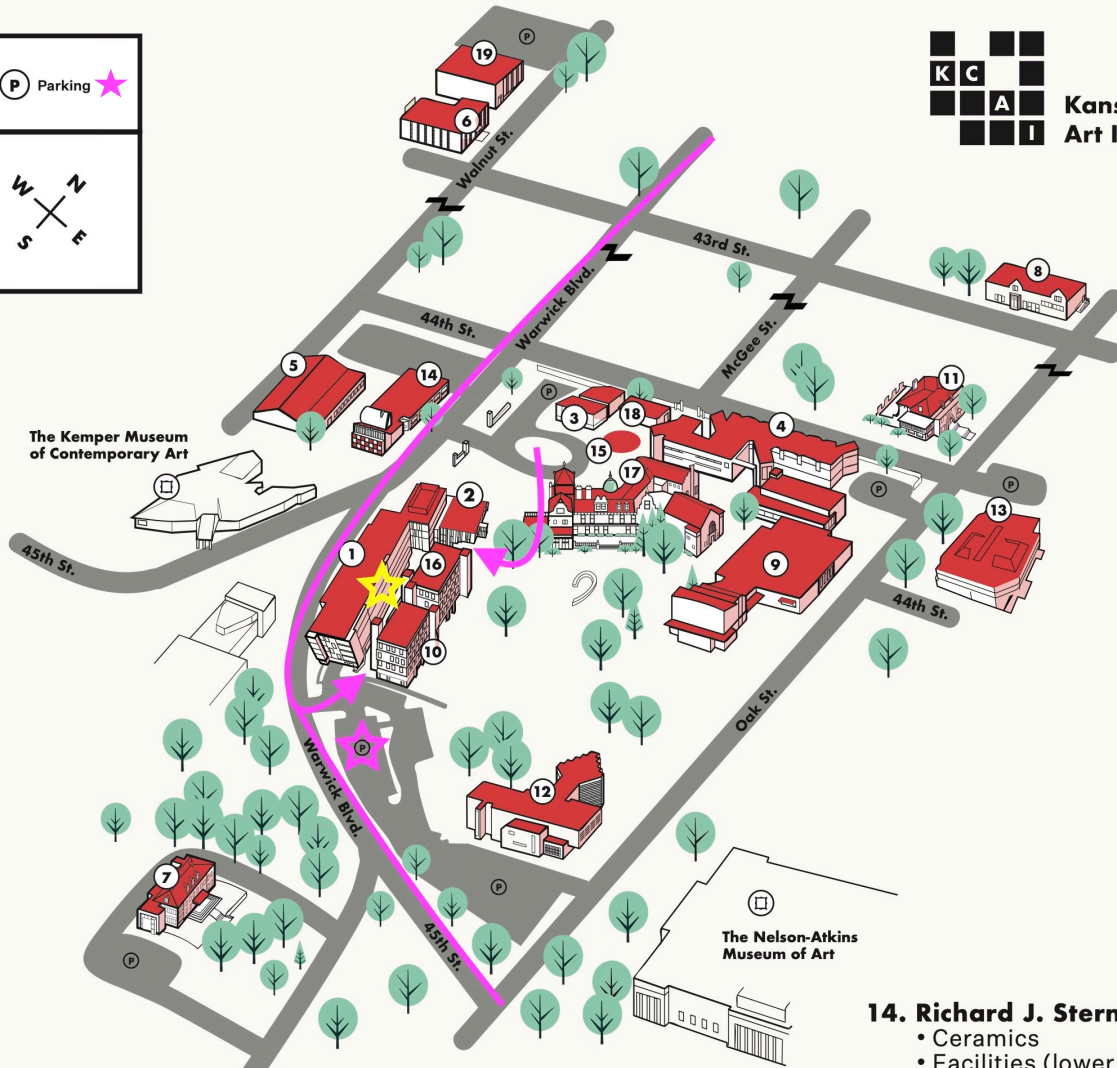 P Parking
W N
S E
K C
A
I
Kans
Art I
P
19
6
Walnut St.
43rd St.
8
44th St.
Warwick Blvd.
McGee St.
5
14
P
3
18
11
4
The Kemper Museum
of Contemporary Art
15
17
P
P
13
2
1
16
9
45th St.
44th St.
10
P
Oak St.
Warwick Blvd.
12
7
P
P
45th St.
The Nelson-Atkins
Museum of Art
14. Richard J. Stern
• Ceramics
• Facilities (lower